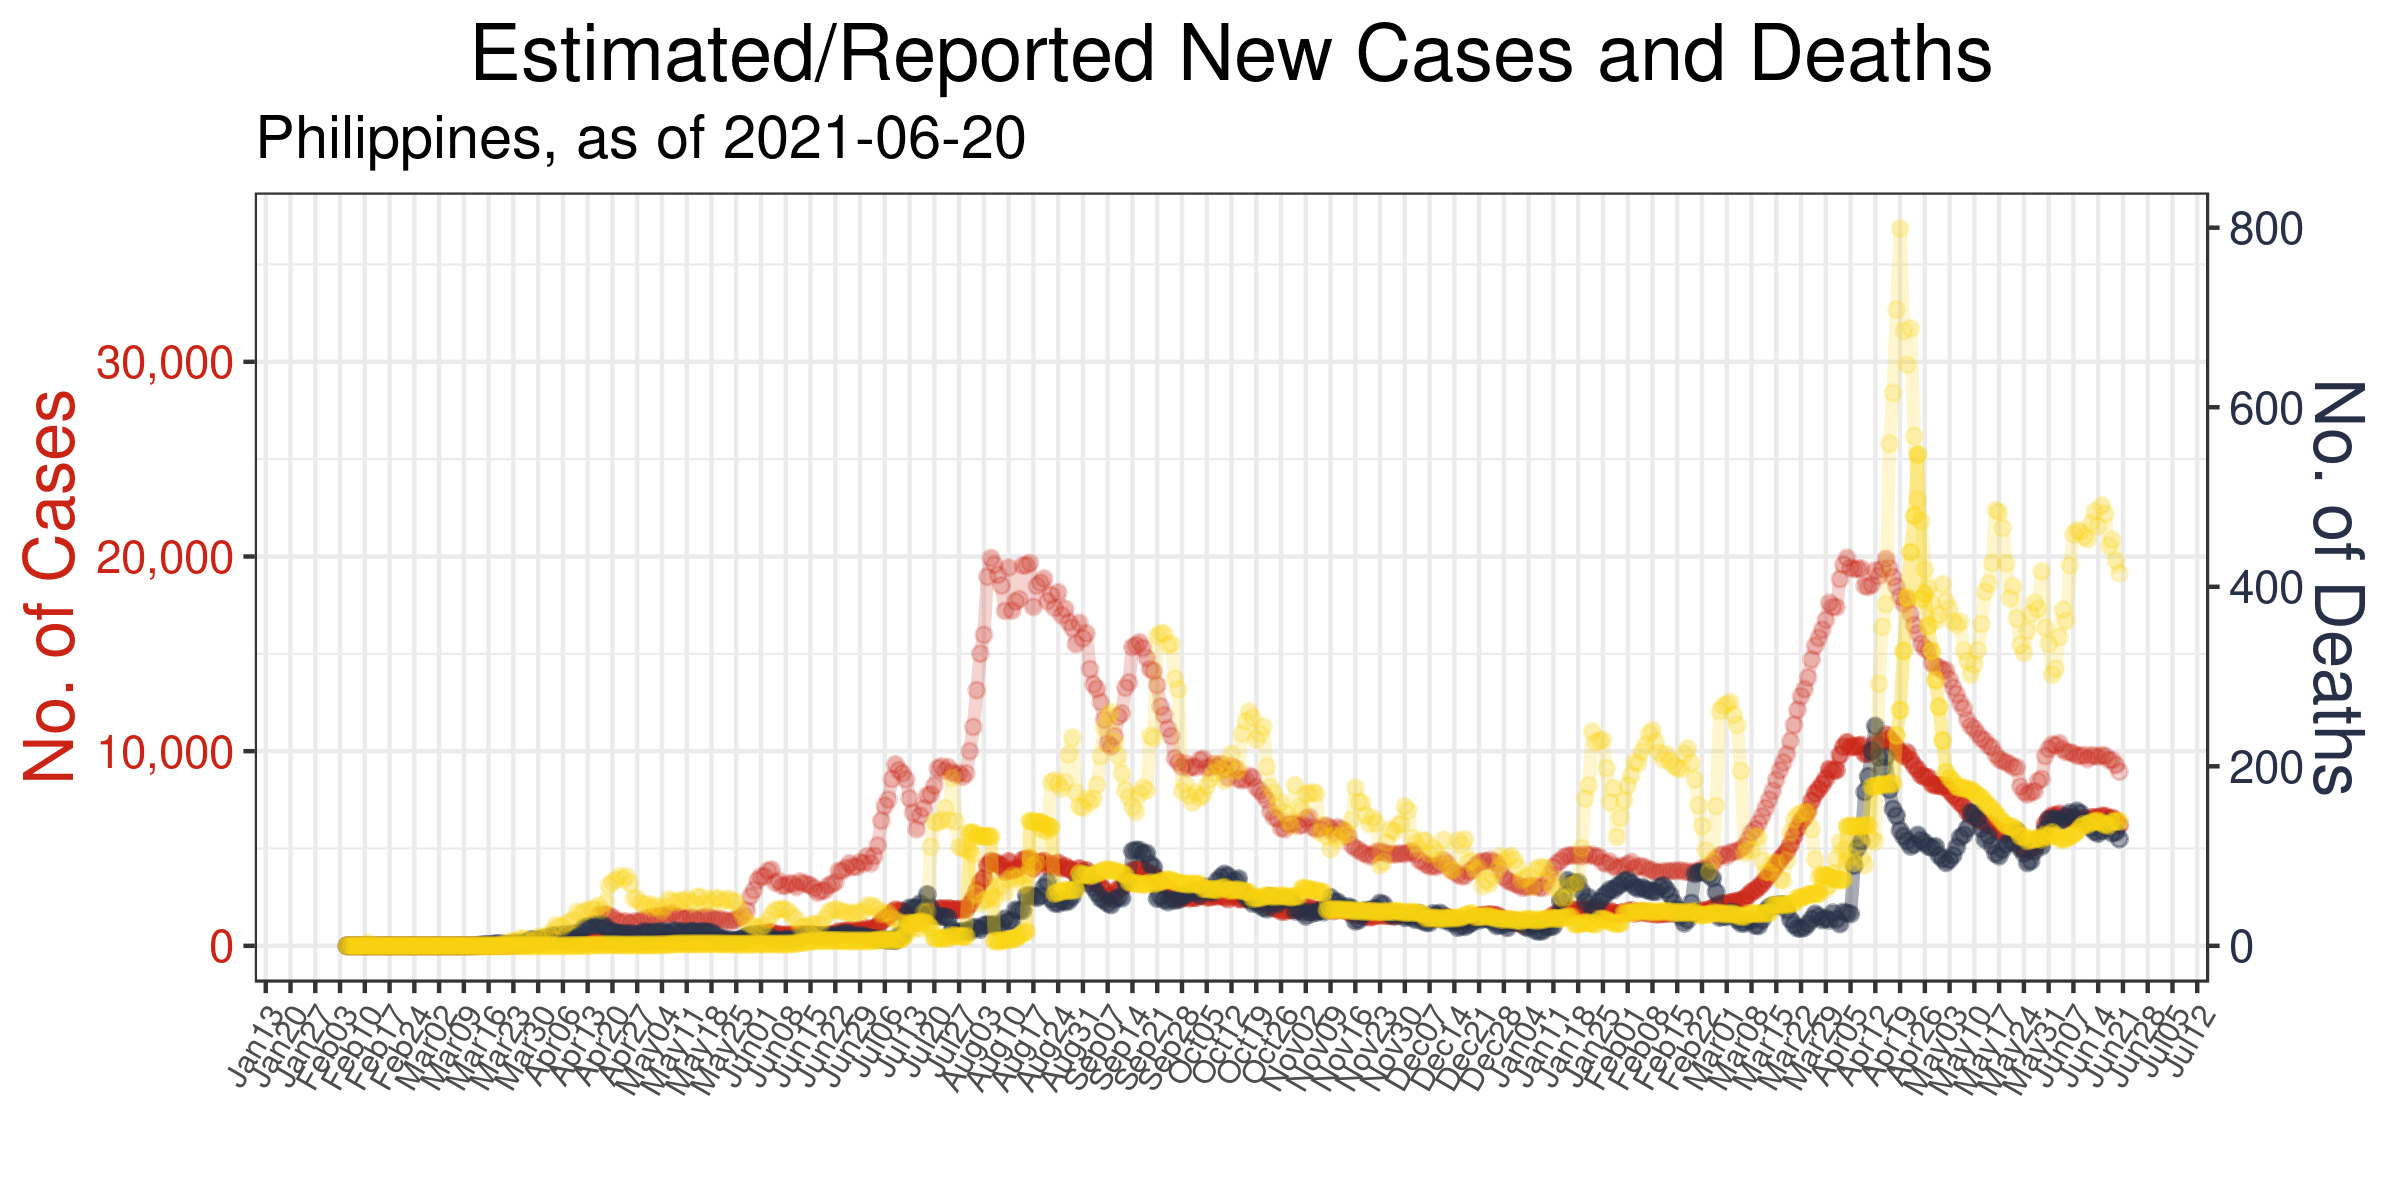 Estimated/Reported New Cases and Deaths
Philippines, as of 2021-06-20
No. of Cases
30,000
20,000
10,000
0
800
600
400
200
0
No. of Deaths
Jan13
Jan20
Jan27
Feb03
Feb10
Feb17
Feb24
Mar02
Mar09
Mar16
Mar23
Mar30
Apr06
Apr13
Apr20
Apr27
May04
May11
May18
May25
Jun01
Jun08
Jun15
Jun22
Jun29
Jul06
Jul13
Jul20
Jul27
Aug03
Aug10
Aug17
Aug24
Aug31
Sep07
Sep14
Sep21
Sep28
Oct05
Oct12
Oct19
Oct26
Nov02
Nov09
Nov16
Nov23
Nov30
Dec07
Dec14
Dec21
Dec28
Jan04
Jan11
Jan18
Jan25
Feb01
Feb08
Feb15
Feb22
Mar01
Mar08
Mar15
Mar22
Mar29
Apr05
Apr12
Apr19
Apr26
May03
May10
May17
May24
May31
Jun07
Jun14
Jun21
Jun28
Jul05
Jul12